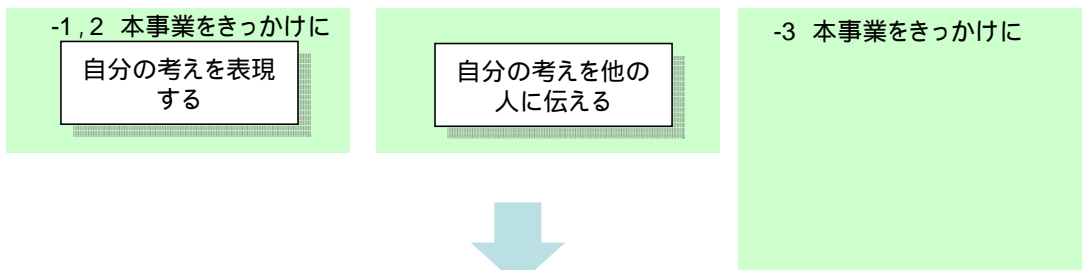 -1 , 2 本事業をきっかけに
自分の考えを表現
する
自分の考えを他の
人に伝える
-3 本事業をきっかけに